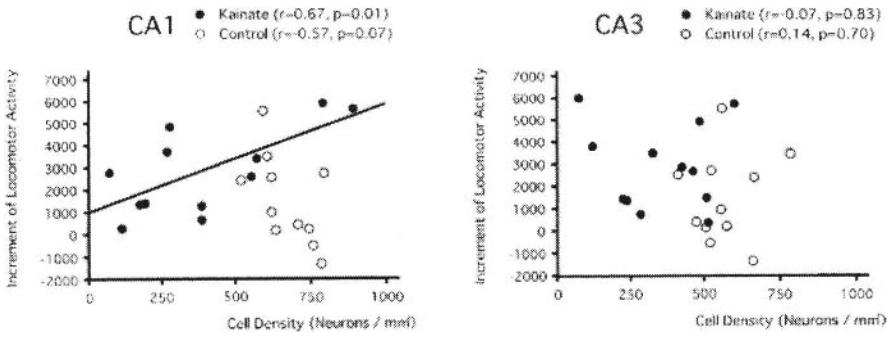 CA1
● Kainate (r=0.67, p=0.01)
○ Control (r=-0.57, p=0.07)
Increment of Locomotor Activity
7000
6000
5000
4000
3000
2000
1000
0
-1000
-2000
0 250 500 750 1000
Cell Density (Neurons / mm²)
CA3
● Kainate (r=-0.07, p=0.83)
○ Control (r=0.14, p=0.70)
Increment of Locomotor Activity
7000
6000
5000
4000
3000
2000
1000
0
-1000
-2000
0 250 500 750 1000
Cell Density (Neurons / mm²)